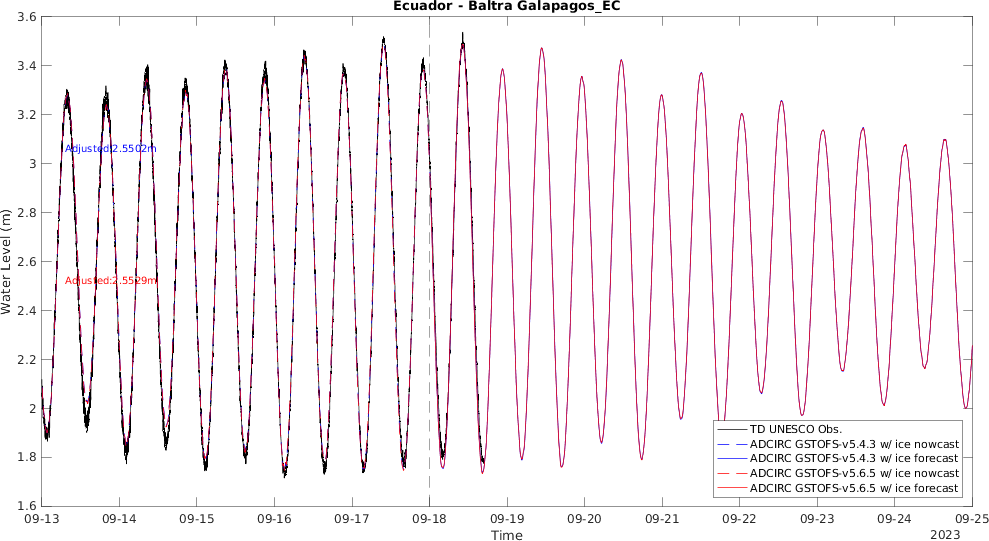 Ecuador - Baltra Galapagos_EC
3.6
3.4
3.2
3
2.8
2.6
2.4
2.2
2
1.8
1.6
Water Level (m)
Adjusted:2.5502m
Adjusted:2.5529m
TD UNESCO Obs.
ADCIRC GSTOFS-v5.4.3 w/ ice nowcast
ADCIRC GSTOFS-v5.4.3 w/ ice forecast
ADCIRC GSTOFS-v5.6.5 w/ ice nowcast
ADCIRC GSTOFS-v5.6.5 w/ ice forecast
09-13 09-14 09-15 09-16 09-17 09-18 09-19 09-20 09-21 09-22 09-23 09-24 09-25
Time
2023